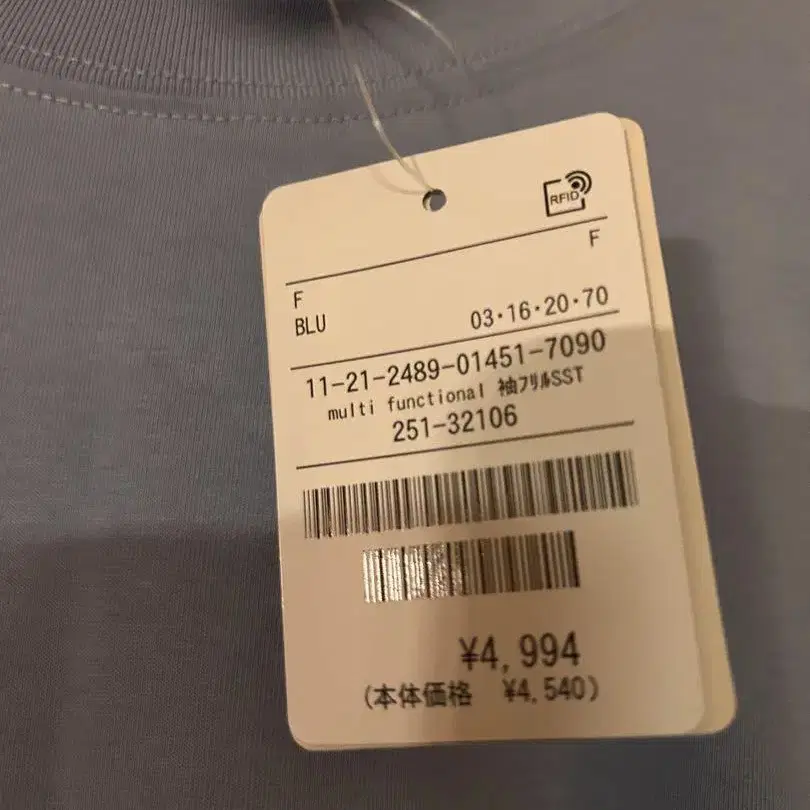 RFID
F
F
BLU 03・16・20・70
11-21-2489-01451-7090
multi functional 袖ﾌﾘﾙSST
251-32106
¥4,994
(本体価格 ¥4,540)